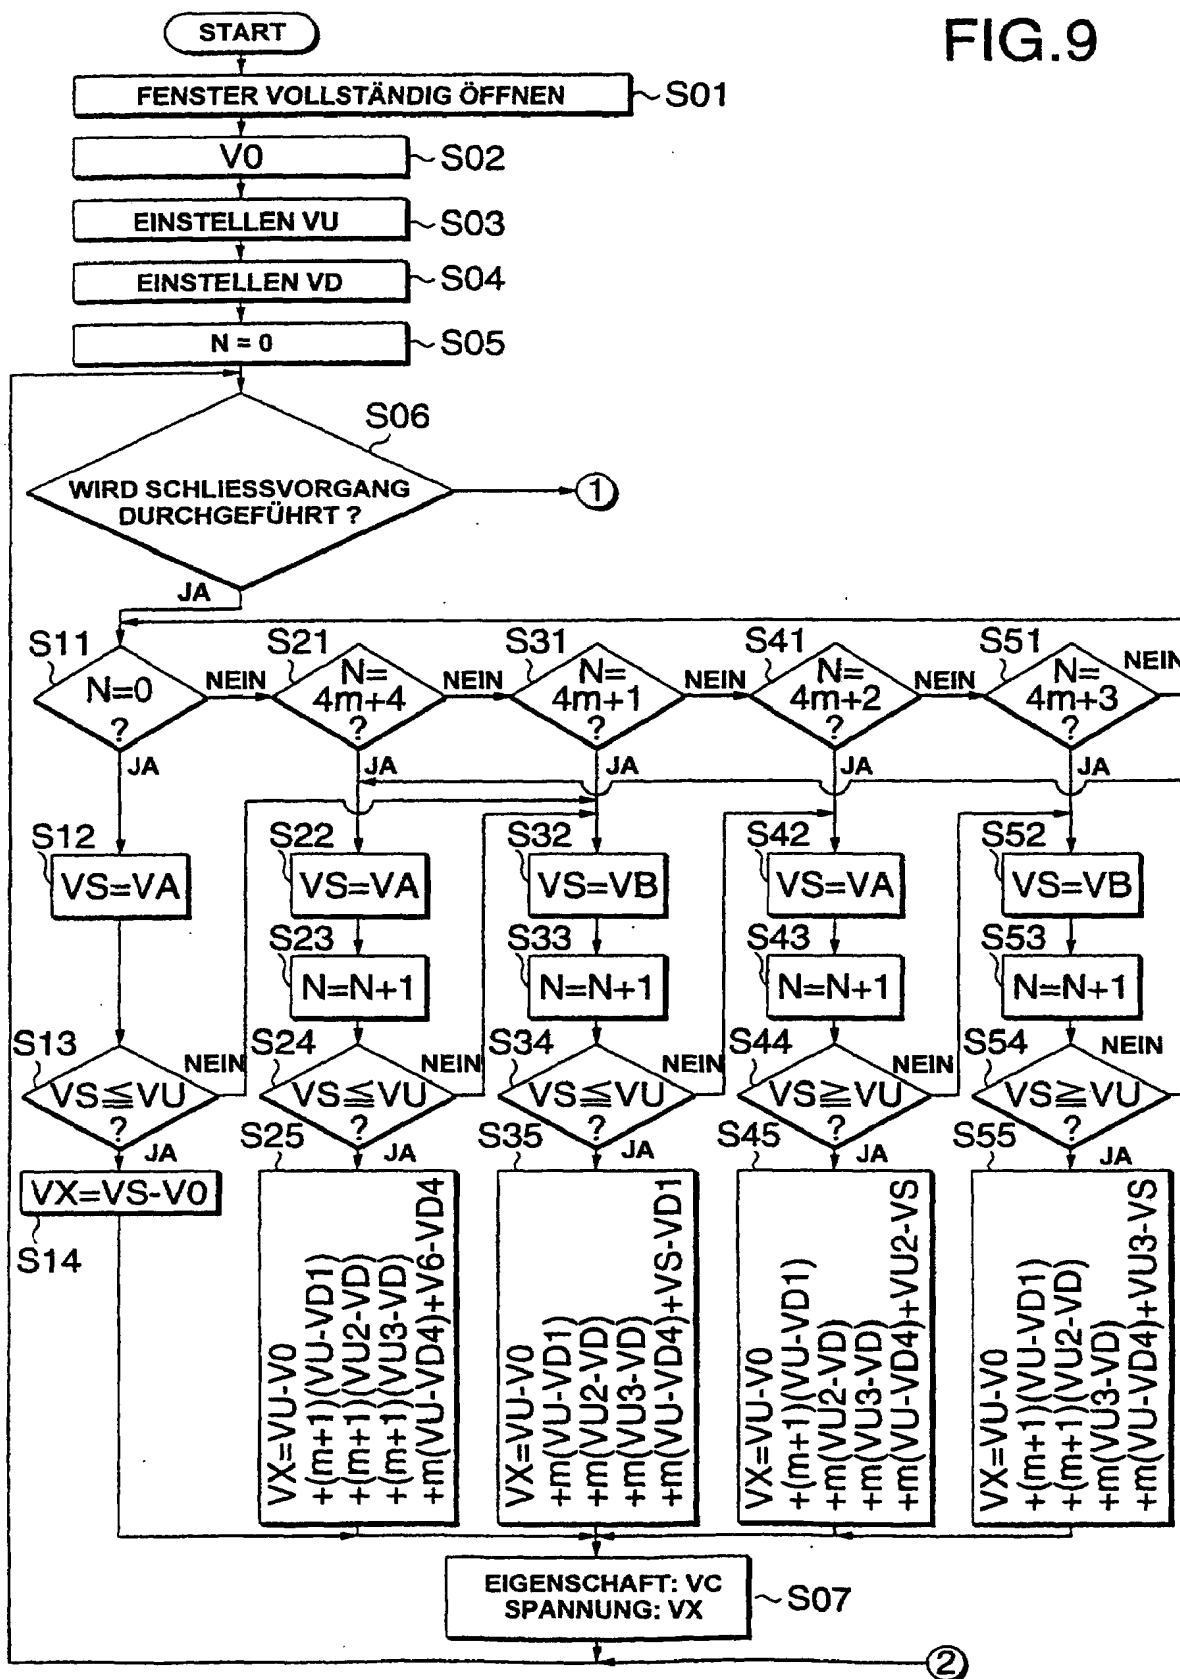 FIG.9
START
FENSTER VOLLSTÄNDIG ÖFFNEN
S01
V0
S02
EINSTELLEN VU
S03
EINSTELLEN VD
S04
N = 0
S05
S06
WIRD SCHLIESSVORGANG
DURCHGEFÜHRT ?
1
JA
S11
N=0
?
NEIN
JA
S21
N=
4m+4
?
NEIN
JA
S31
N=
4m+1
?
NEIN
JA
S41
N=
4m+2
?
NEIN
JA
S51
N=
4m+3
?
NEIN
JA
S12
VS=VA
S22
VS=VA
S32
VS=VB
S42
VS=VA
S52
VS=VB
S23
N=N+1
S33
N=N+1
S43
N=N+1
S53
N=N+1
S13
VS≦VU
?
NEIN
JA
S24
VS≦VU
?
NEIN
JA
S34
VS≦VU
?
NEIN
JA
S44
VS≧VU
?
NEIN
JA
S54
VS≧VU
?
NEIN
JA
VX=VS-V0
S14
S25
VX=VU-V0
+(m+1)(VU-VD1)
+(m+1)(VU2-VD)
+(m+1)(VU3-VD)
+m(VU-VD4)+V6-VD4
S35
VX=VU-V0
+m(VU-VD1)
+m(VU2-VD)
+m(VU3-VD)
+m(VU-VD4)+VS-VD1
S45
VX=VU-V0
+(m+1)(VU-VD1)
+m(VU2-VD)
+m(VU3-VD)
+m(VU-VD4)+VU2-VS
S55
VX=VU-V0
+(m+1)(VU-VD1)
+(m+1)(VU2-VD)
+m(VU3-VD)
+m(VU-VD4)+VU3-VS
EIGENSCHAFT: VC
SPANNUNG: VX
S07
2